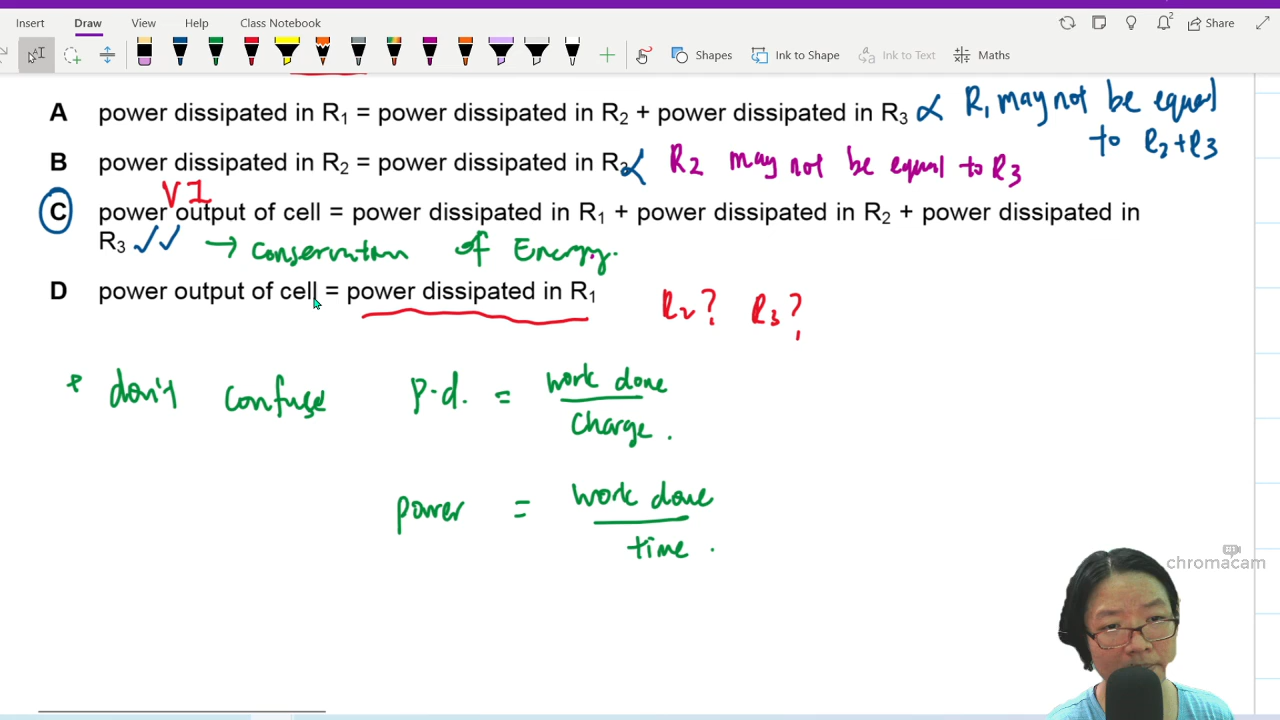 Insert Draw View Help Class Notebook Share
Shapes Ink to Shape Ink to Text Maths
A power dissipated in R₁ = power dissipated in R₂ + power dissipated in R₃ R₁ may not be equal
to R₂+R₃
B power dissipated in R₂ = power dissipated in R₃ R₂ may not be equal to R₃
VI
C power output of cell = power dissipated in R₁ + power dissipated in R₂ + power dissipated in
R₃ ✓✓ → Conservation of Energy.
D power output of cell = power dissipated in R₁ R₂? R₃?
* don't confuse p.d. = work done
charge.
power = work done
time.
chromacam